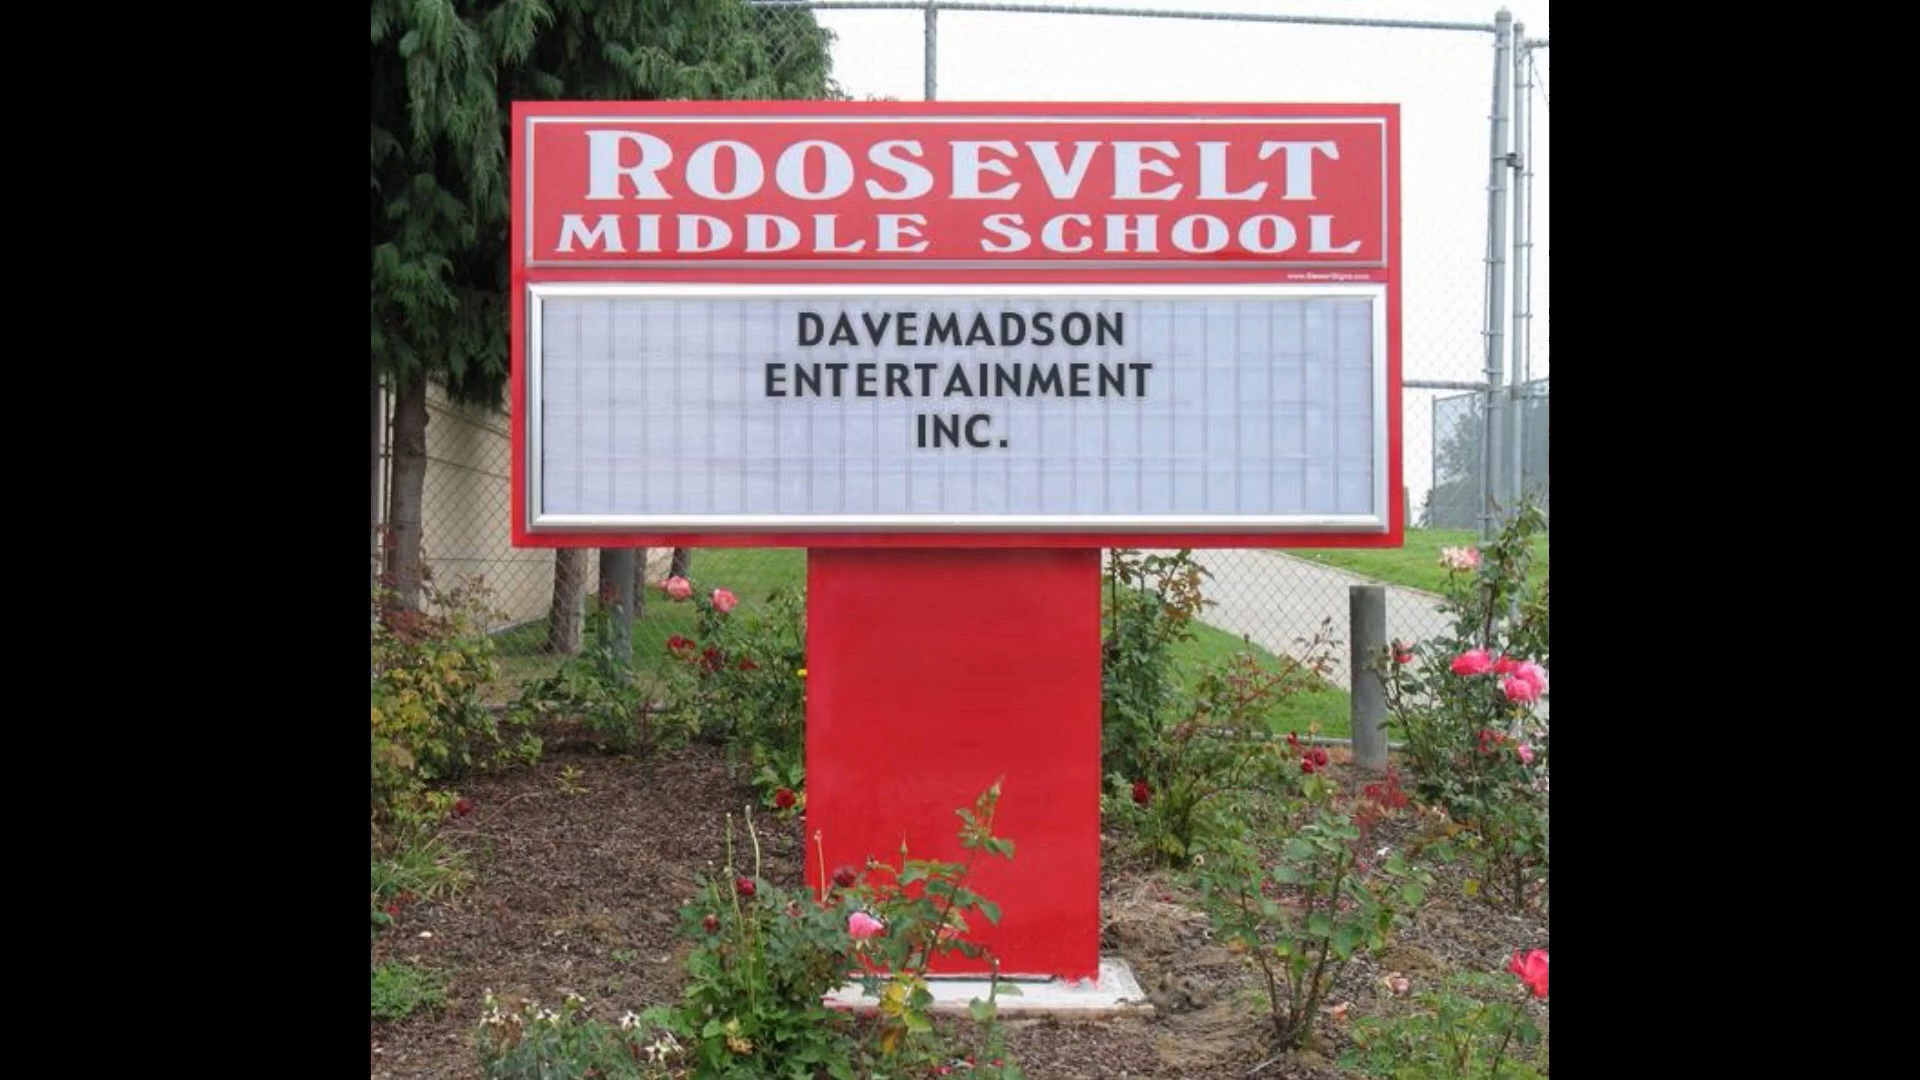 ROOSEVELT
MIDDLE SCHOOL
DAVEMADSON
ENTERTAINMENT
INC.